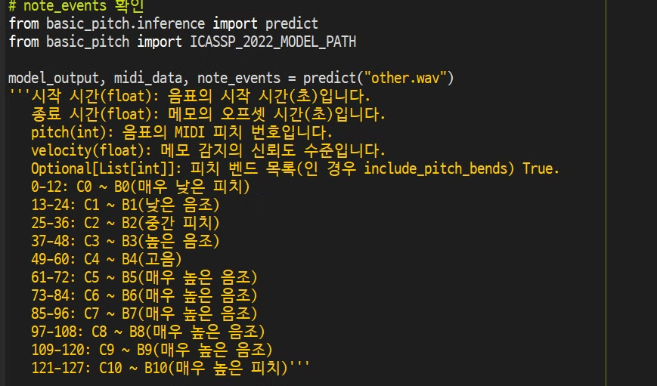 # note_events 확인
from basic_pitch.inference import predict
from basic_pitch import ICASSP_2022_MODEL_PATH
model_output, midi_data, note_events = predict("other.wav")
'''시작 시간(float): 음표의 시작 시간(초)입니다.
종료 시간(float): 메모의 오프셋 시간(초)입니다.
pitch(int): 음표의 MIDI 피치 번호입니다.
velocity(float): 메모 감지의 신뢰도 수준입니다.
Optional[List[int]]: 피치 벤드 목록(인 경우 include_pitch_bends) True.
0-12: C0 ~ B0(매우 낮은 피치)
13-24: C1 ~ B1(낮은 음조)
25-36: C2 ~ B2(중간 피치)
37-48: C3 ~ B3(높은 음조)
49-60: C4 ~ B4(고음)
61-72: C5 ~ B5(매우 높은 음조)
73-84: C6 ~ B6(매우 높은 음조)
85-96: C7 ~ B7(매우 높은 음조)
97-108: C8 ~ B8(매우 높은 음조)
109-120: C9 ~ B9(매우 높은 음조)
121-127: C10 ~ B10(매우 높은 피치)'''